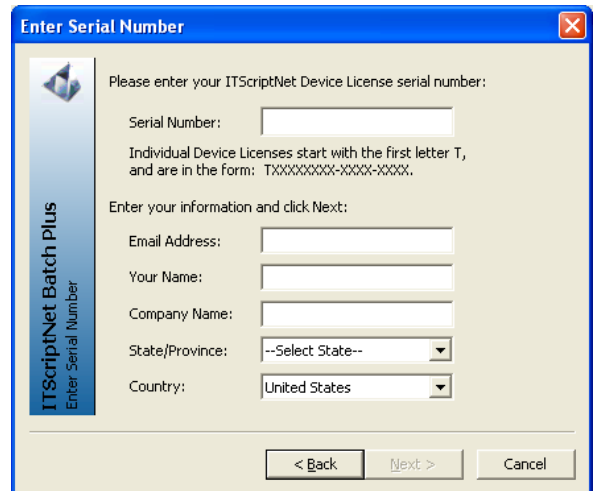 Enter Serial Number
Please enter your ITScriptNet Device License serial number:
Serial Number:
Individual Device Licenses start with the first letter T,
and are in the form: TXXXXXXXX-XXXX-XXXX.
Enter your information and click Next:
Email Address:
Your Name:
Company Name:
State/Province: --Select State--
Country: United States
ITScriptNet Batch Plus
Enter Serial Number
< Back Next > Cancel